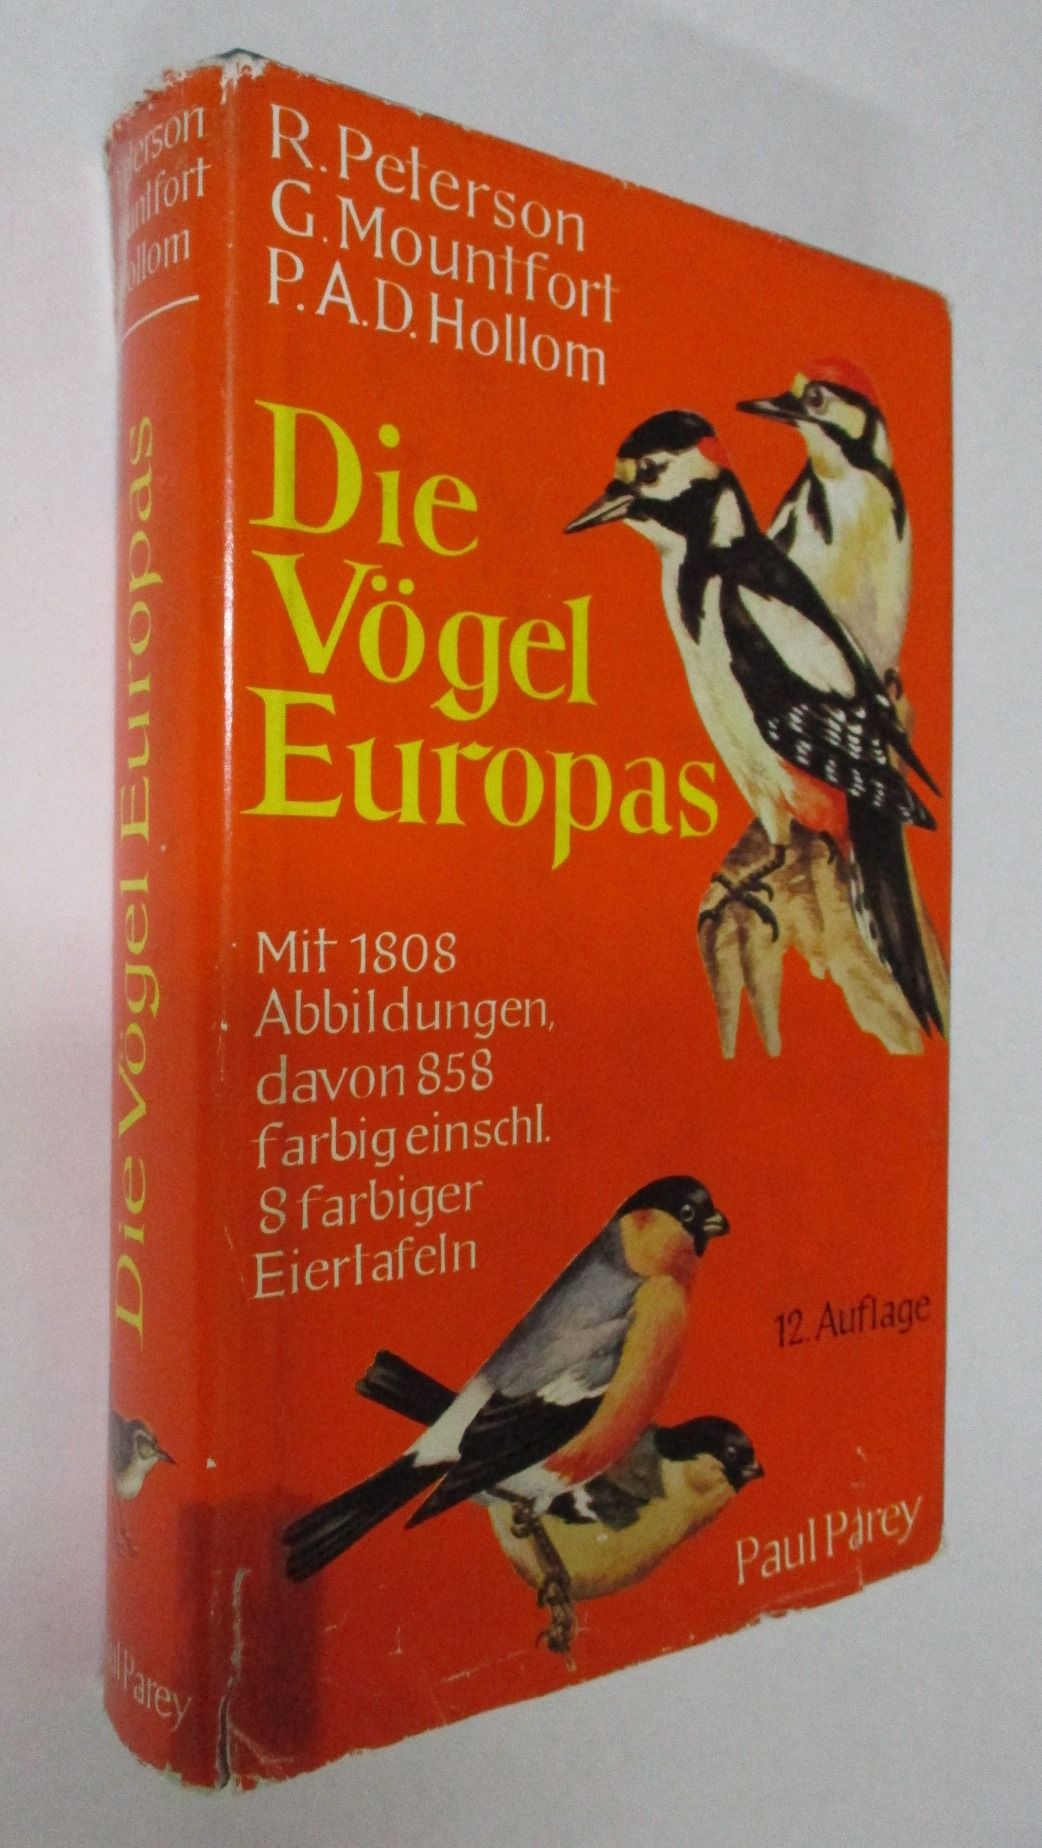 R. Peterson
G. Mountfort
P. A. D. Hollom
Die
Vögel
Europas
Mit 1808
Abbildungen,
davon 858
farbig einschl.
8 farbiger
Eiertafeln
12. Auflage
Paul Parey
Die Vögel Europas
Parey